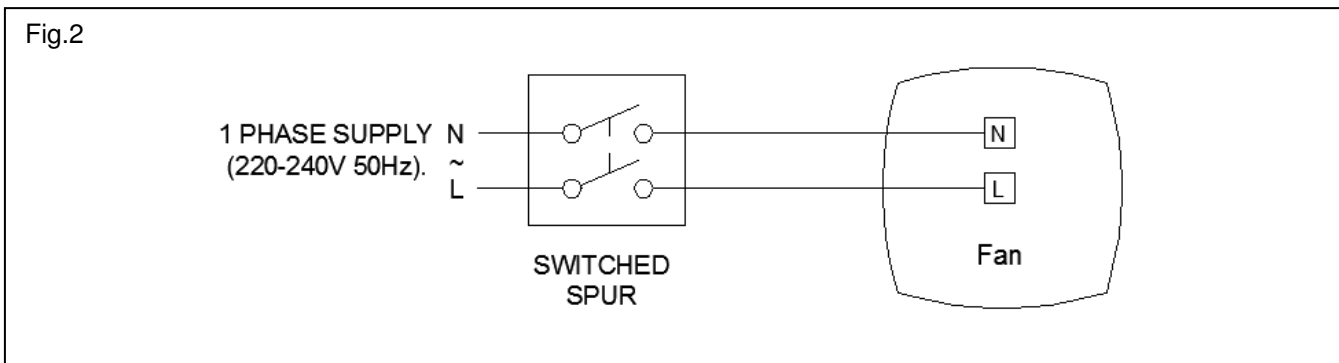 Fig.2
1 PHASE SUPPLY N
(220-240V 50Hz). ~
L
N
L
Fan
SWITCHED
SPUR